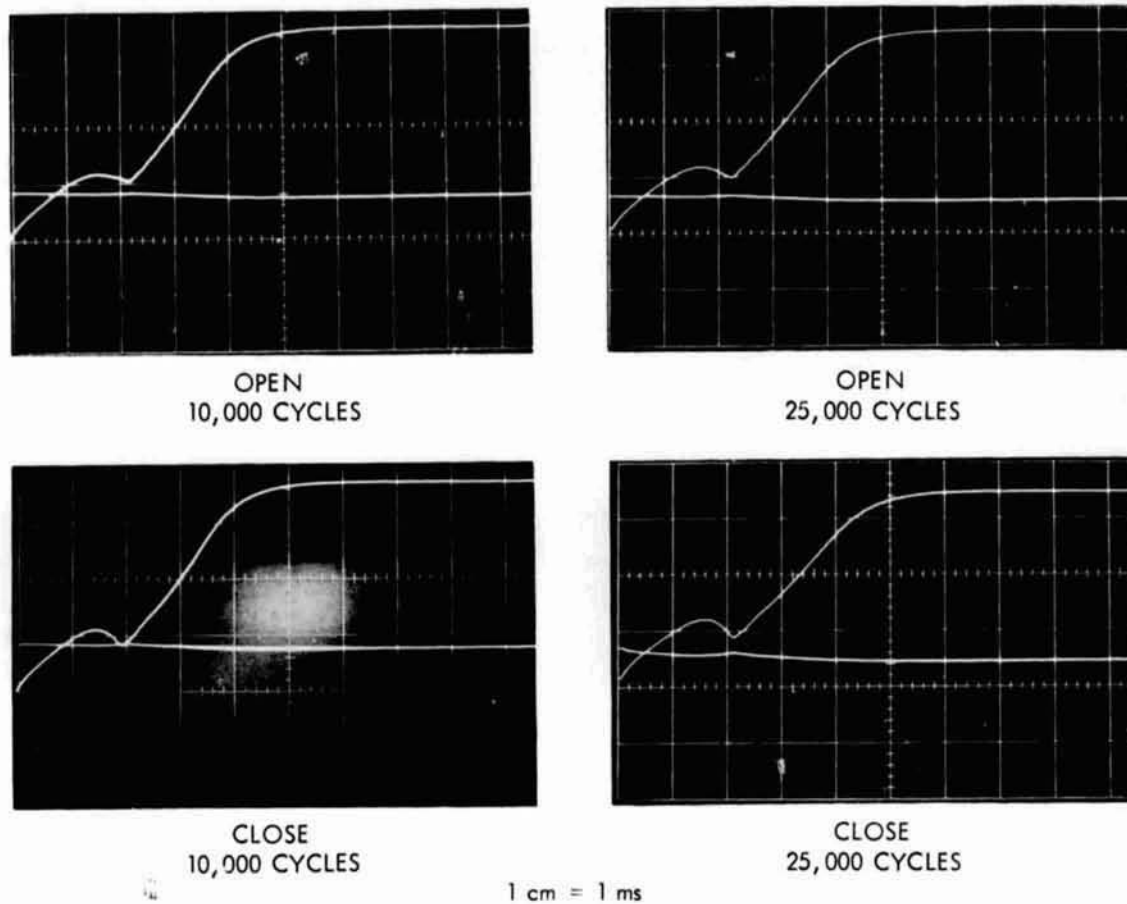 OPEN
10,000 CYCLES
OPEN
25,000 CYCLES
CLOSE
10,000 CYCLES
CLOSE
25,000 CYCLES
1 cm = 1 ms